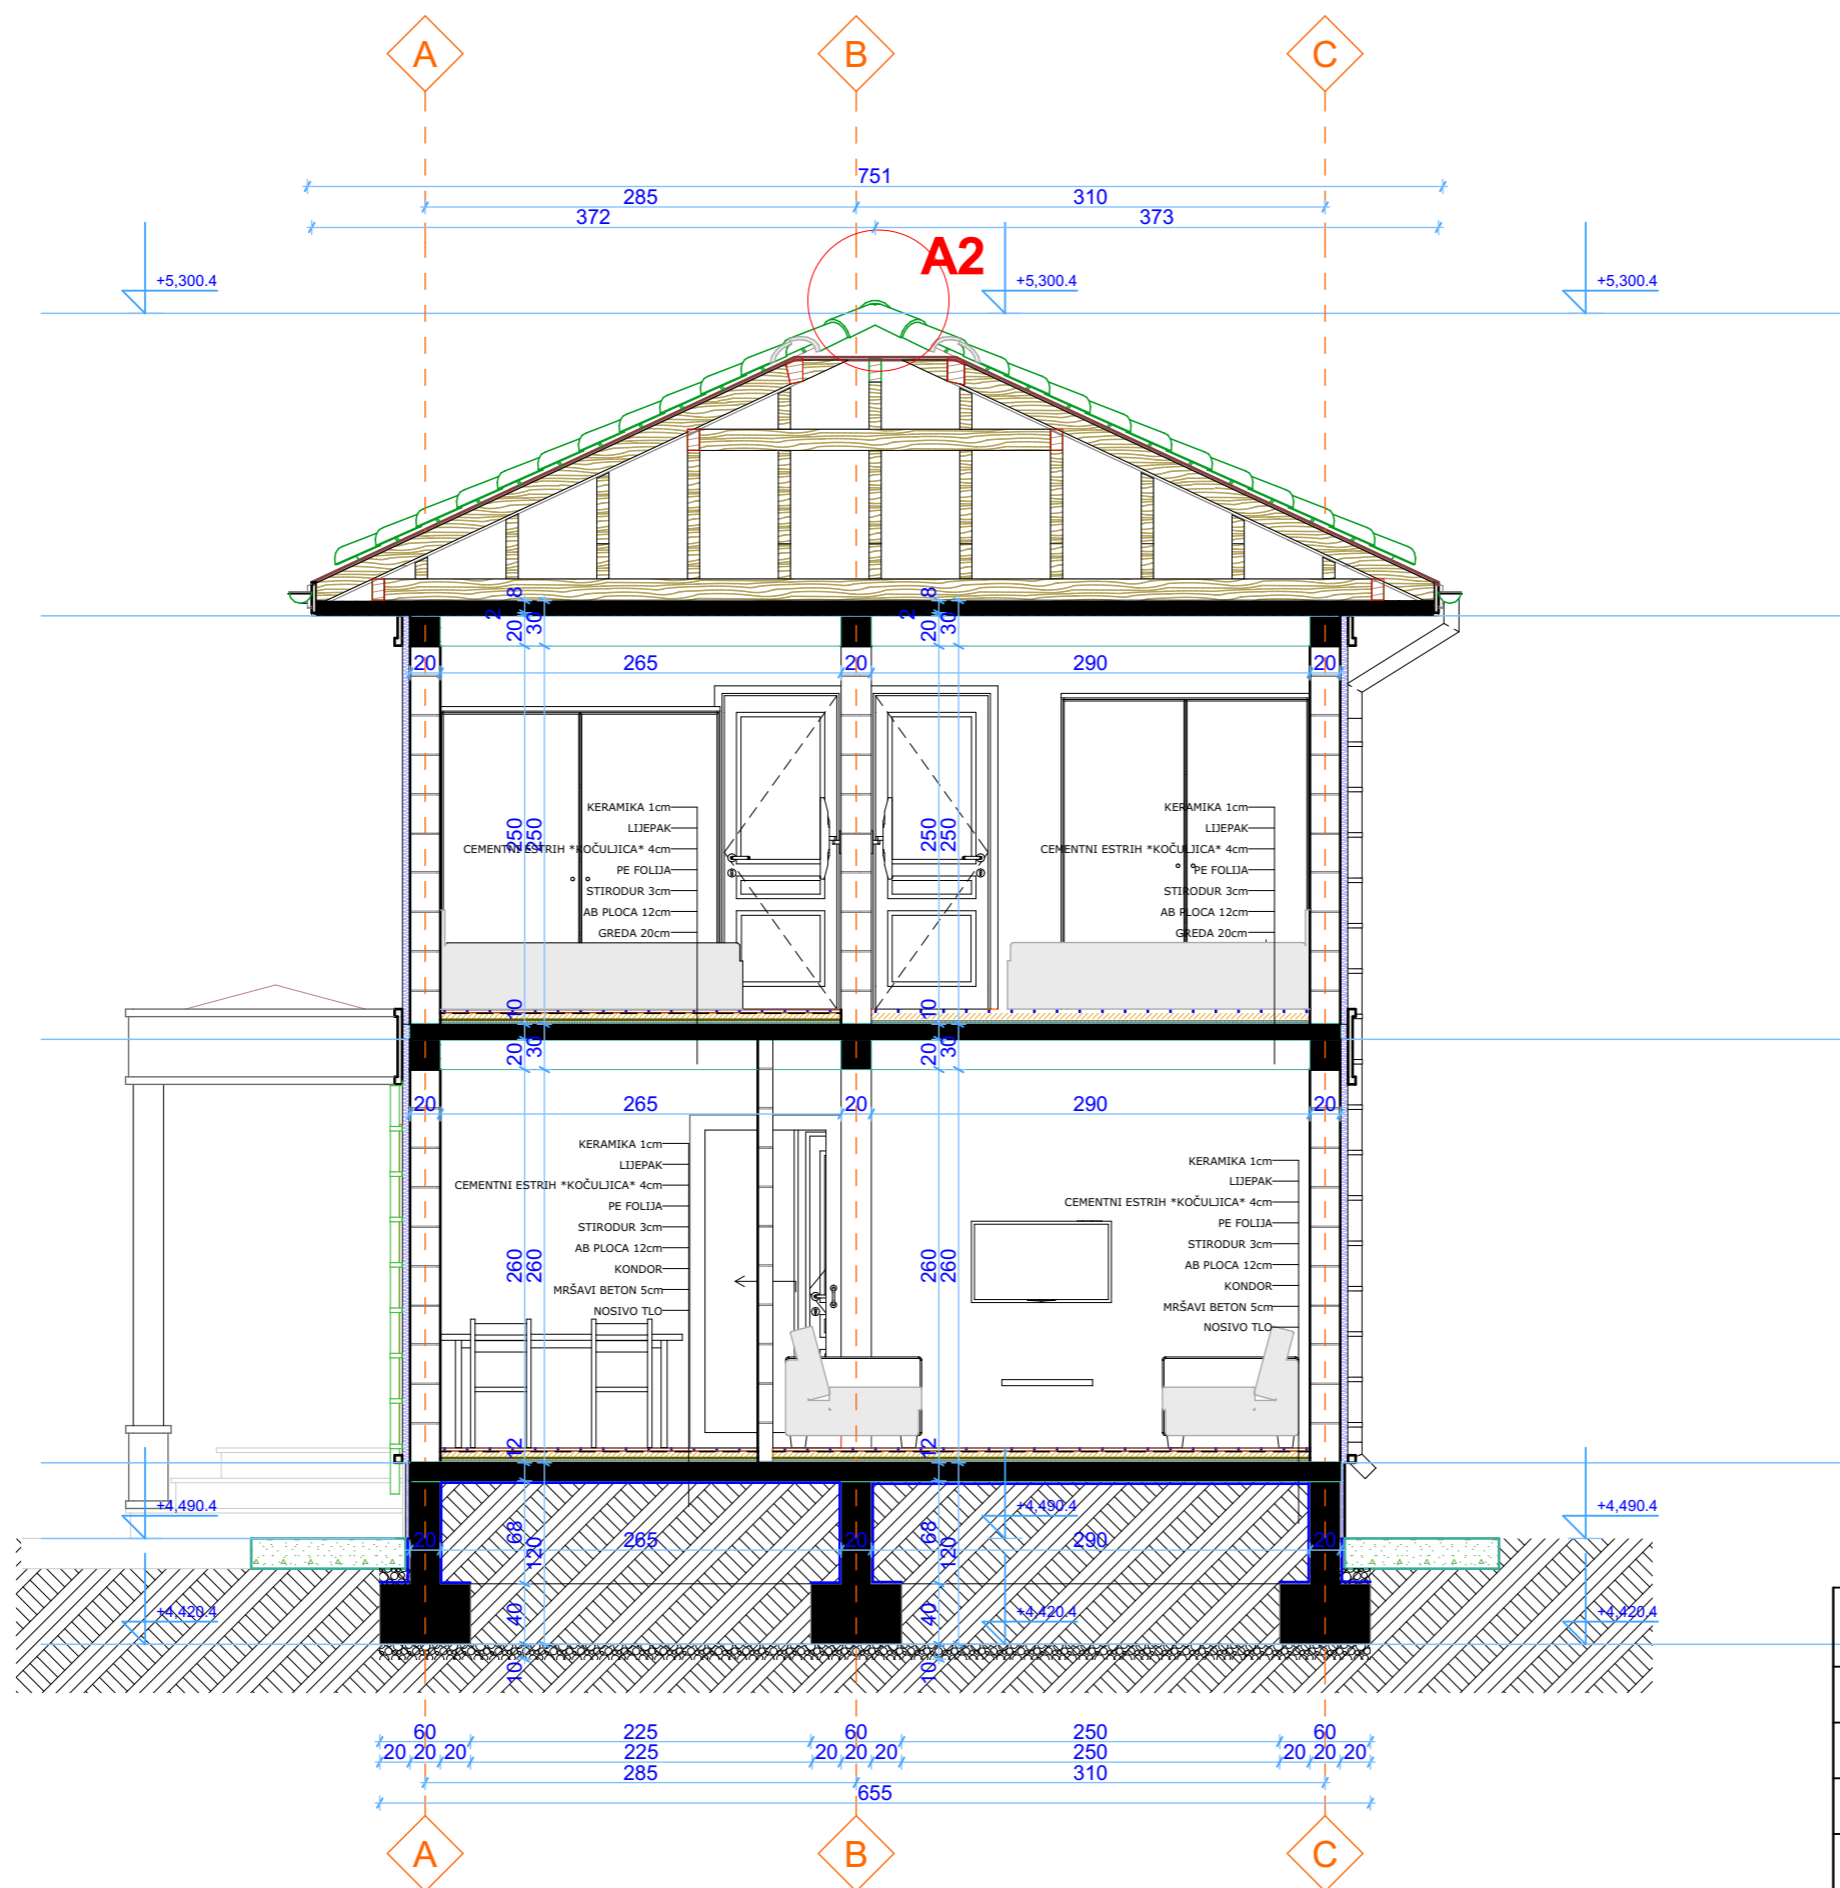 A B C
751
285 310
372 373
A2
+5,300.4 +5,300.4 +5,300.4
8 8
2 20 30 2 20 30
20 265 20 290 20
KERAMIKA 1cm KERAMIKA 1cm
LIJEPAK LIJEPAK
250 250 250 250
CEMENTNI ESTRIH *KOČULJICA* 4cm CEMENTNI ESTRIH *KOČULJICA* 4cm
PE FOLIJA PE FOLIJA
STIRODUR 3cm STIRODUR 3cm
AB PLOCA 12cm AB PLOCA 12cm
GREDA 20cm GREDA 20cm
10 10
20 30 20 30
20 265 20 290 20
KERAMIKA 1cm
LIJEPAK
CEMENTNI ESTRIH *KOČULJICA* 4cm
PE FOLIJA
STIRODUR 3cm
AB PLOCA 12cm
KONDOR
MRŠAVI BETON 5cm
NOSIVO TLO
KERAMIKA 1cm
LIJEPAK
CEMENTNI ESTRIH *KOČULJICA* 4cm
PE FOLIJA
STIRODUR 3cm
AB PLOCA 12cm
KONDOR
MRŠAVI BETON 5cm
NOSIVO TLO
260 260 260 260
12 12
+4,490.4 +4,490.4 +4,490.4
68 120 68 120
20 265 20 290 20
+4,420.4 +4,420.4 +4,420.4
40 40
10 10
60 225 60 250 60
20 20 20 225 20 20 20 250 20 20 20
285 310
655
A B C